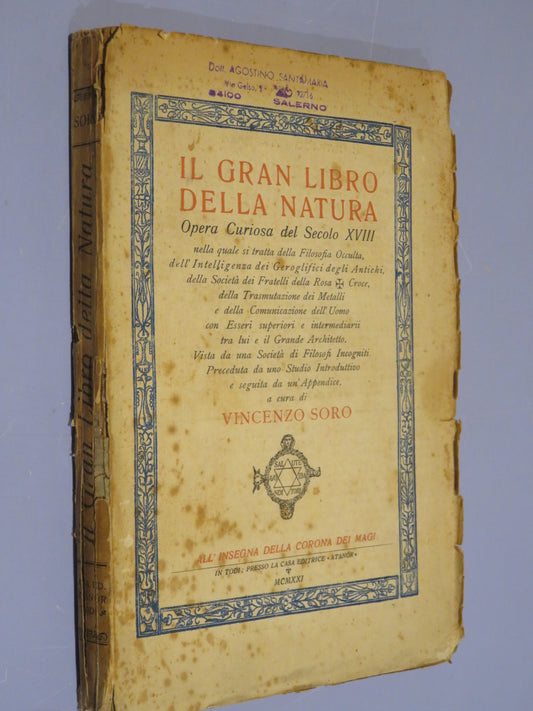 Dott. AGOSTINO SANTAMARIA
84100 SALERNO
IL GRAN LIBRO
DELLA NATURA
Opera Curiosa del Secolo XVIII
nella quale si tratta della Filosofia Occulta,
dell'Intelligenza dei Geroglifici degli Antichi,
della Società dei Fratelli della Rosa ✠ Croce,
della Trasmutazione dei Metalli
e della Comunicazione dell'Uomo
con Esseri superiori e intermediarii
tra lui e il Grande Architetto.
Vista da una Società di Filosofi Incogniti
Preceduta da uno Studio Introduttivo
e seguita da un'Appendice,
a cura di
VINCENZO SORO
ALL'INSEGNA DELLA CORONA DEI MAGI
IN TODI: PRESSO LA CASA EDITRICE «ATANÒR»
MCMXXI
SORO
Il Gran Libro della Natura